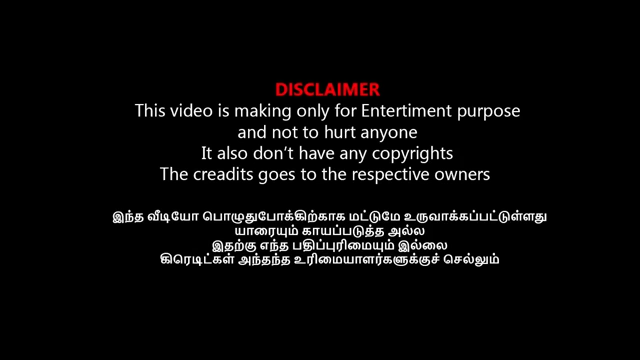 DISCLAIMER
This video is making only for Entertiment purpose
and not to hurt anyone
It also don't have any copyrights
The creadits goes to the respective owners
இந்த வீடியோ பொழுதுபோக்கிற்காக மட்டுமே உருவாக்கப்பட்டுள்ளது
யாரையும் காயப்படுத்த அல்ல
இதற்கு எந்த பதிப்புரிமையும் இல்லை
கிரெடிட்கள் அந்தந்த உரிமையாளர்களுக்குச் செல்லும்